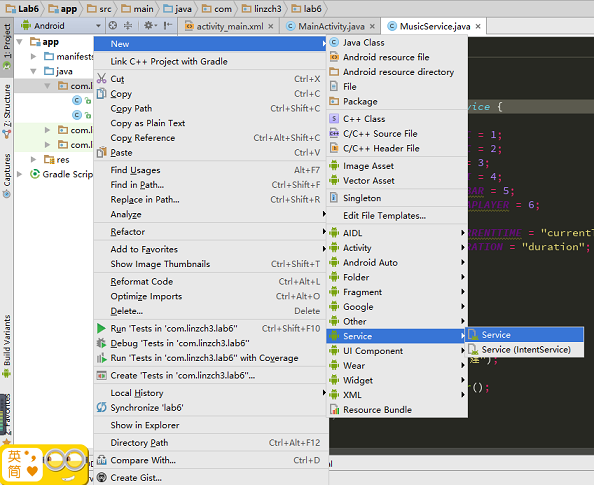 Lab6 app src main java com linzch3 lab6
Android activity_main.xml MainActivity.java MusicService.java
1: Project
7: Structure
Captures
Build Variants
2: Favorites
app
manifests
java
com.l
com.l
com.l
res
Gradle Scrip
New
Link C++ Project with Gradle
Cut Ctrl+X
Copy Ctrl+C
Copy Path Ctrl+Shift+C
Copy as Plain Text
Copy Reference Ctrl+Alt+Shift+C
Paste Ctrl+V
Find Usages Alt+F7
Find in Path... Ctrl+Shift+F
Replace in Path... Ctrl+Shift+R
Analyze
Refactor
Add to Favorites
Show Image Thumbnails Ctrl+Shift+T
Reformat Code Ctrl+Alt+L
Optimize Imports Ctrl+Alt+O
Delete... Delete
Run 'Tests in 'com.linzch3.lab6'' Ctrl+Shift+F10
Debug 'Tests in 'com.linzch3.lab6''
Run 'Tests in 'com.linzch3.lab6'' with Coverage
Create 'Tests in 'com.linzch3.lab6''...
Local History
Synchronize 'lab6'
Show in Explorer
Directory Path Ctrl+Alt+F12
Compare With... Ctrl+D
Create Gist...
Java Class
Android resource file
Android resource directory
File
Package
C++ Class
C/C++ Source File
C/C++ Header File
Image Asset
Vector Asset
Singleton
Edit File Templates...
AIDL
Activity
Android Auto
Folder
Fragment
Google
Other
Service
UI Component
Wear
Widget
XML
Resource Bundle
Service
Service (IntentService)
vice {
= 1;
= 2;
= 3;
= 4;
= 5;
= 6;
= "current
= "duration";
");
r();
英
简